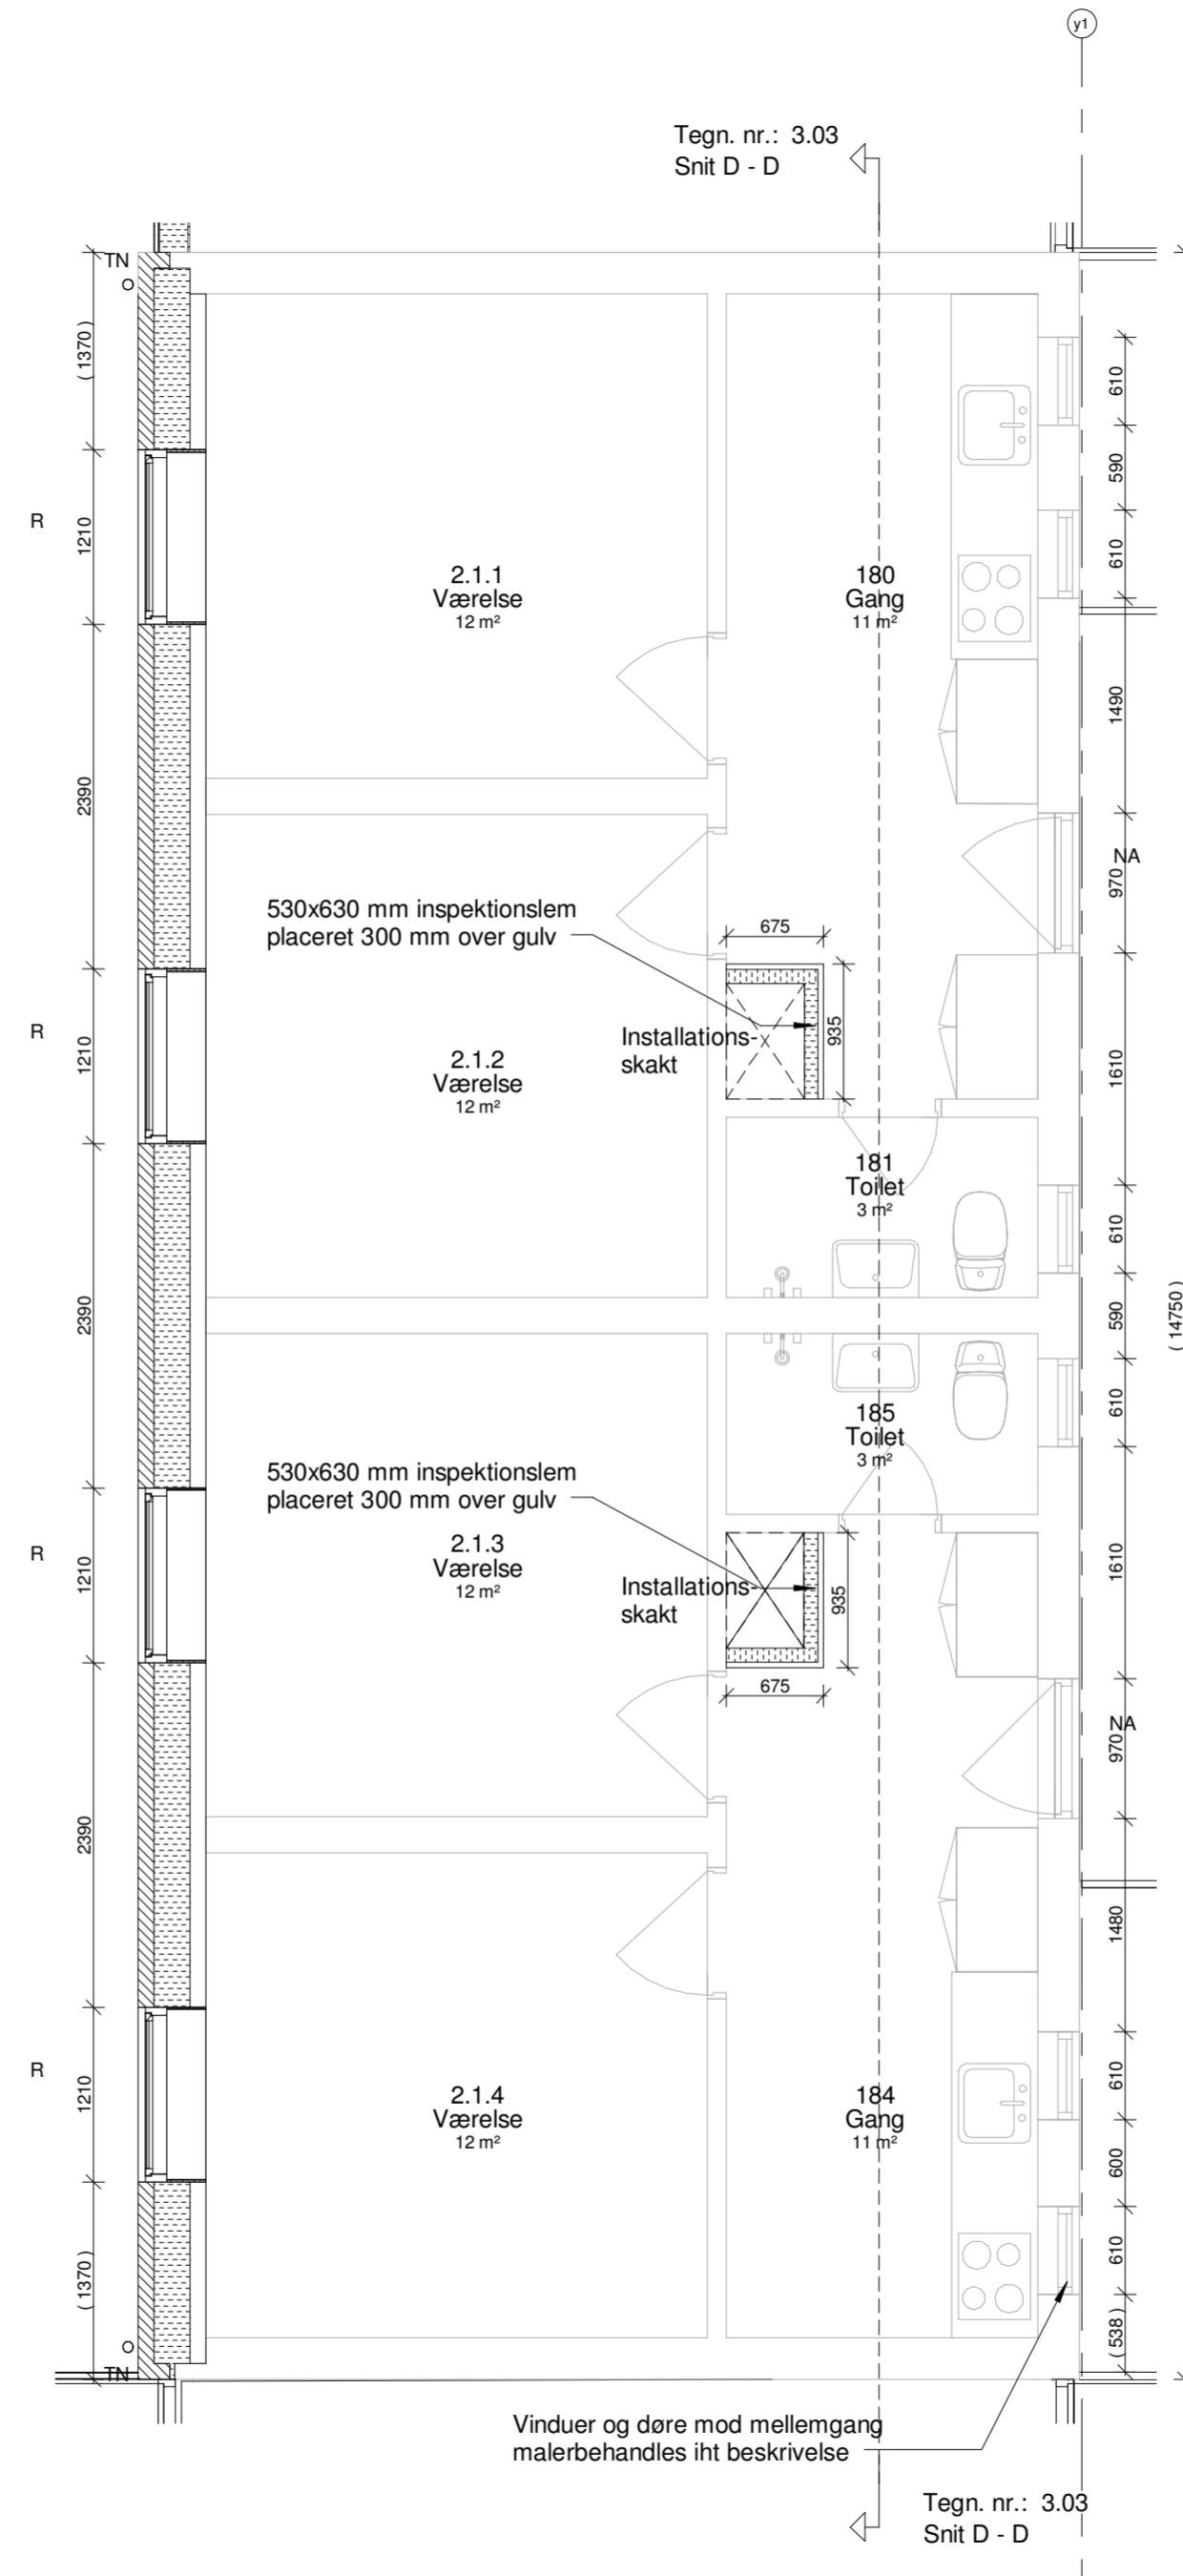 y1
Tegn. nr.: 3.03
Snit D - D
TN
( 1370 )
610
590
R
1210
610
2.1.1
Værelse
12 m²
180
Gang
11 m²
1490
2390
NA
970
530x630 mm inspektionslem
placeret 300 mm over gulv
675
935
Installations-
skakt
R
1210
2.1.2
Værelse
12 m²
1610
181
Toilet
3 m²
610
2390
590
( 14750 )
610
185
Toilet
3 m²
530x630 mm inspektionslem
placeret 300 mm over gulv
R
1210
2.1.3
Værelse
12 m²
Installations-
skakt
935
675
1610
NA
970
2390
1480
R
1210
2.1.4
Værelse
12 m²
184
Gang
11 m²
610
600
610
( 1370 )
( 538 )
TN
Vinduer og døre mod mellemgang
malerbehandles iht beskrivelse
Tegn. nr.: 3.03
Snit D - D